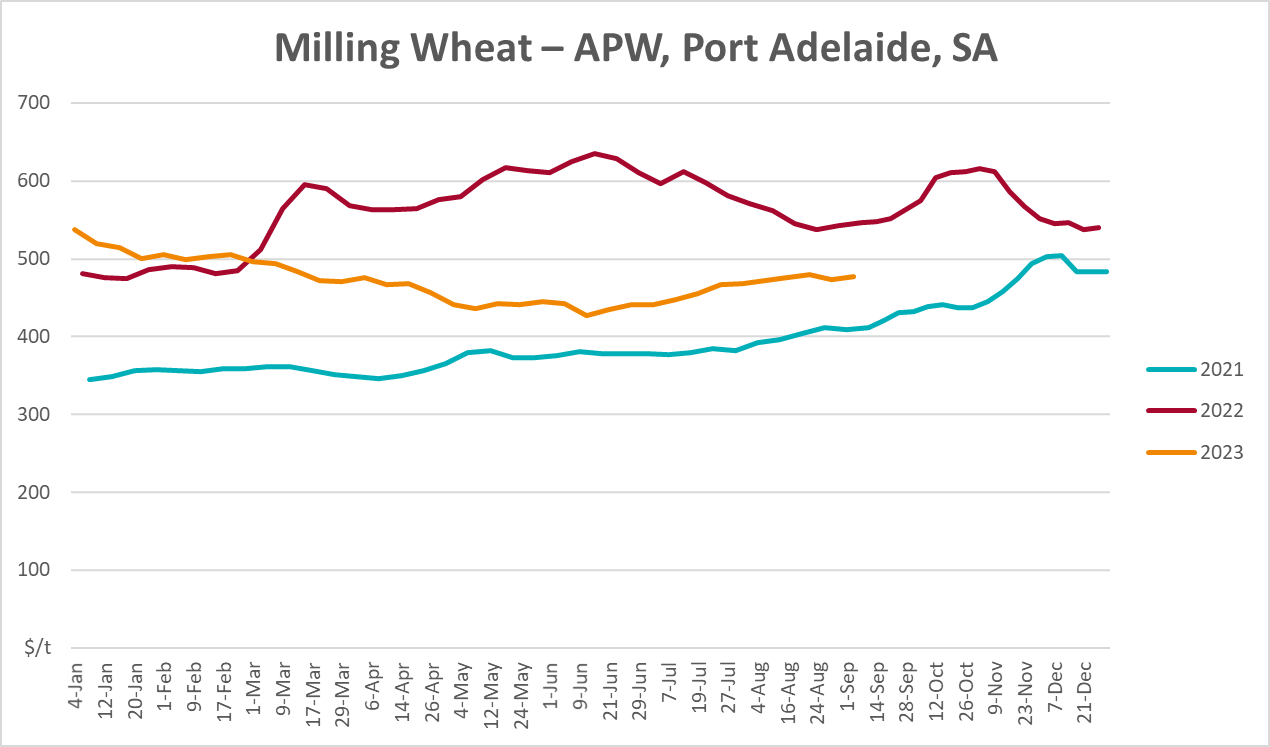 Milling Wheat – APW, Port Adelaide, SA
700
600
500
400
300
200
100
$/t
4-Jan
12-Jan
20-Jan
1-Feb
9-Feb
17-Feb
1-Mar
9-Mar
17-Mar
29-Mar
6-Apr
14-Apr
26-Apr
4-May
12-May
24-May
1-Jun
9-Jun
21-Jun
29-Jun
7-Jul
19-Jul
27-Jul
4-Aug
16-Aug
24-Aug
1-Sep
14-Sep
28-Sep
12-Oct
26-Oct
9-Nov
23-Nov
7-Dec
21-Dec
2021
2022
2023